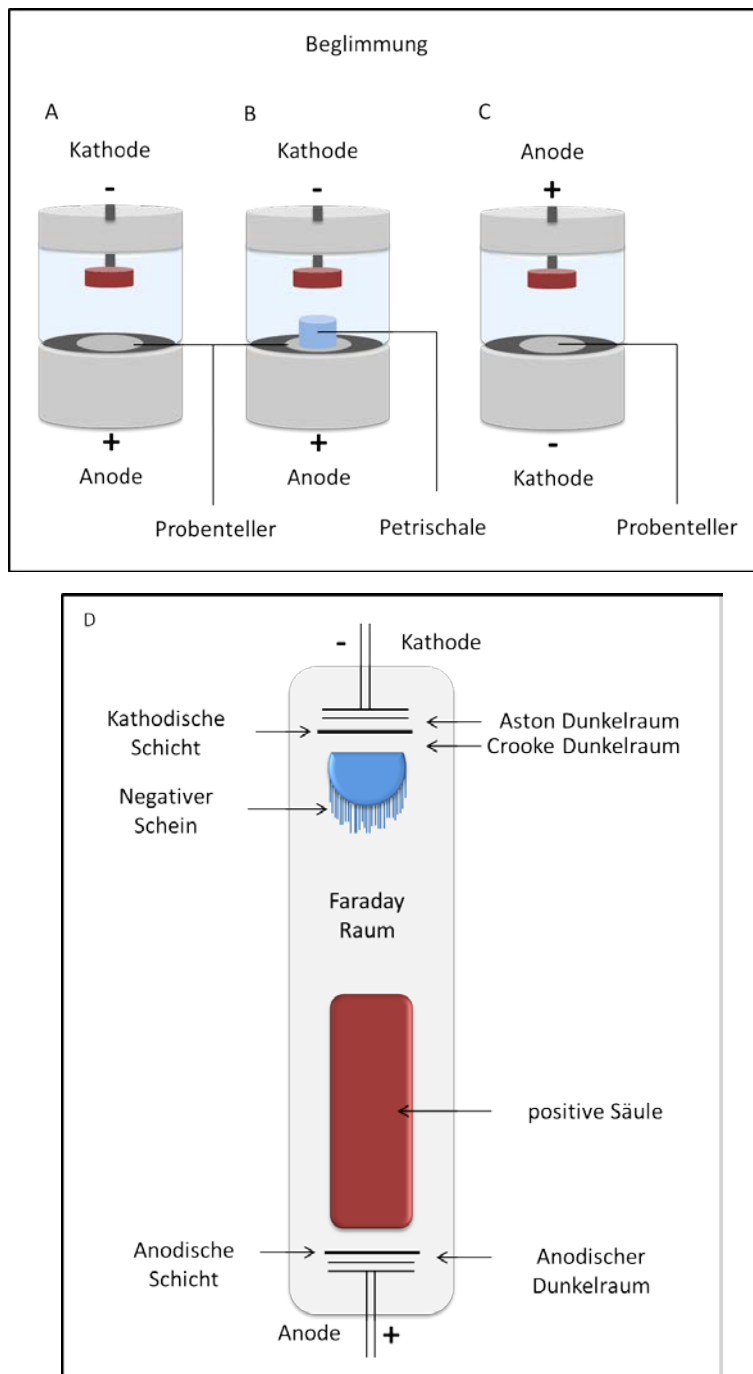 Beglimmung
A B C
Kathode Kathode Anode
- - +
+ + -
Anode Anode Kathode
Probenteller Petrischale Probenteller
D
- Kathode
Kathodische
Schicht
Aston Dunkelraum
Crooke Dunkelraum
Negativer
Schein
Faraday
Raum
positive Säule
Anodische
Schicht
Anodischer
Dunkelraum
Anode +